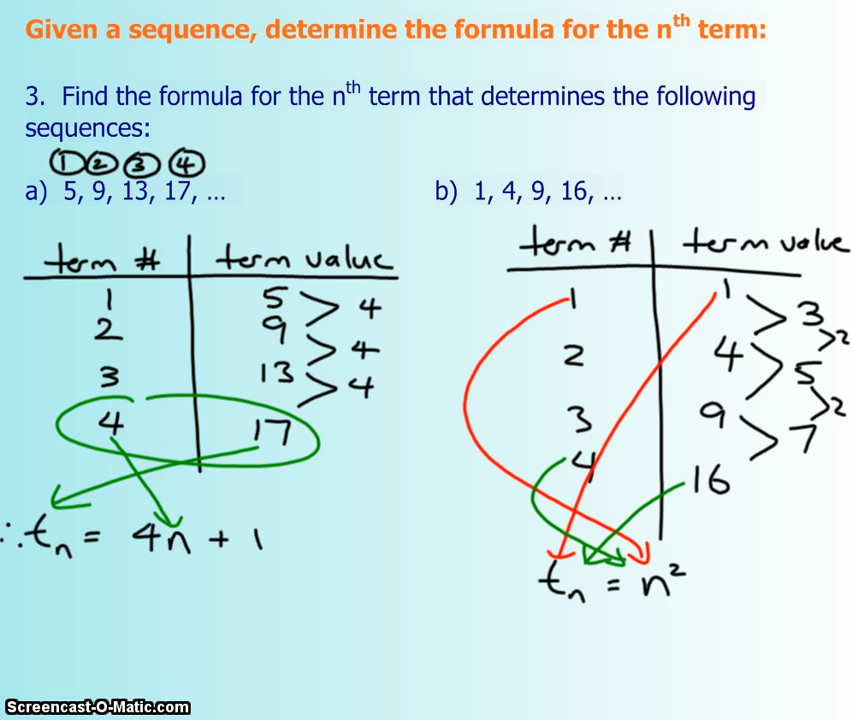 Given a sequence, determine the formula for the nth term:
3. Find the formula for the nth term that determines the following
sequences:
① ② ③ ④
a) 5, 9, 13, 17, ...
term # term value
1 5 > 4
2 9 > 4
3 13 > 4
4 17
∴ tn = 4n + 1
b) 1, 4, 9, 16, ...
term # term value
1 1 > 3 > 2
2 4 > 5 > 2
3 9 > 7
4 16
tn = n²
Screencast-O-Matic.com